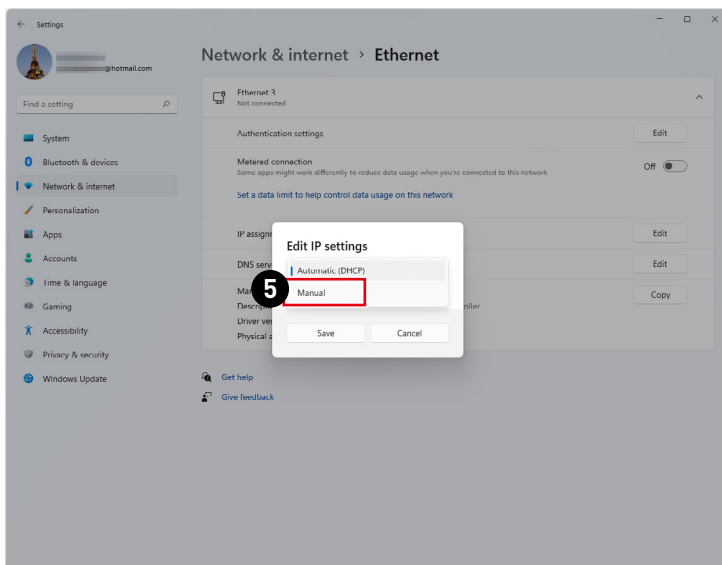 Settings
@hotmail.com
Find a setting
System
Bluetooth & devices
Network & internet
Personalization
Apps
Accounts
Time & language
Gaming
Accessibility
Privacy & security
Windows Update
Network & internet > Ethernet
Ethernet 3
Not connected
Authentication settings
Edit
Metered connection
Some apps might work differently to reduce data usage when you're connected to this network
Off
Set a data limit to help control data usage on this network
IP assignm
Edit
DNS serv
Edit
Man
Copy
Descrip
oller
Driver ver
Physical a
Edit IP settings
Automatic (DHCP)
5
Manual
Save
Cancel
Get help
Give feedback